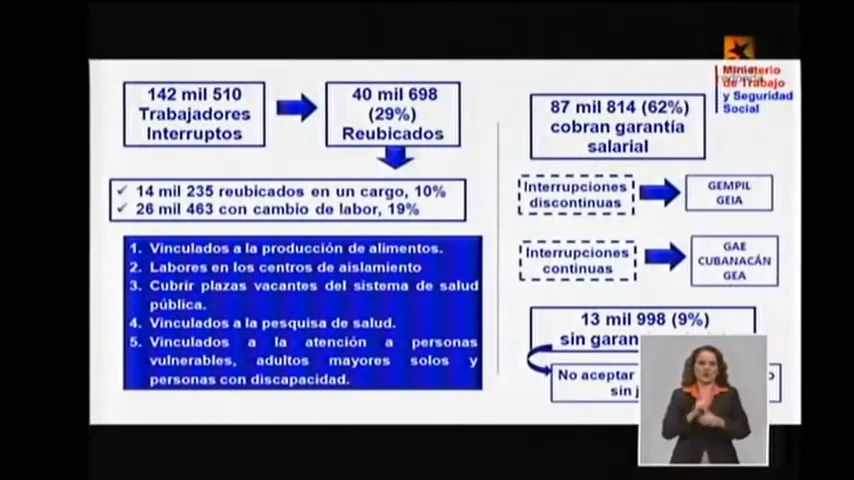 142 mil 510
Trabajadores
Interruptos
40 mil 698
(29%)
Reubicados
✓ 14 mil 235 reubicados en un cargo, 10%
✓ 26 mil 463 con cambio de labor, 19%
1. Vinculados a la producción de alimentos.
2. Labores en los centros de aislamiento
3. Cubrir plazas vacantes del sistema de salud
pública.
4. Vinculados a la pesquisa de salud.
5. Vinculados a la atención a personas
vulnerables, adultos mayores solos y
personas con discapacidad.
Ministerio
de Trabajo
y Seguridad
Social
87 mil 814 (62%)
cobran garantía
salarial
Interrupciones
discontinuas
GEMPIL
GEIA
Interrupciones
continuas
GAE
CUBANACÁN
GEA
13 mil 998 (9%)
sin
No aceptar
sin